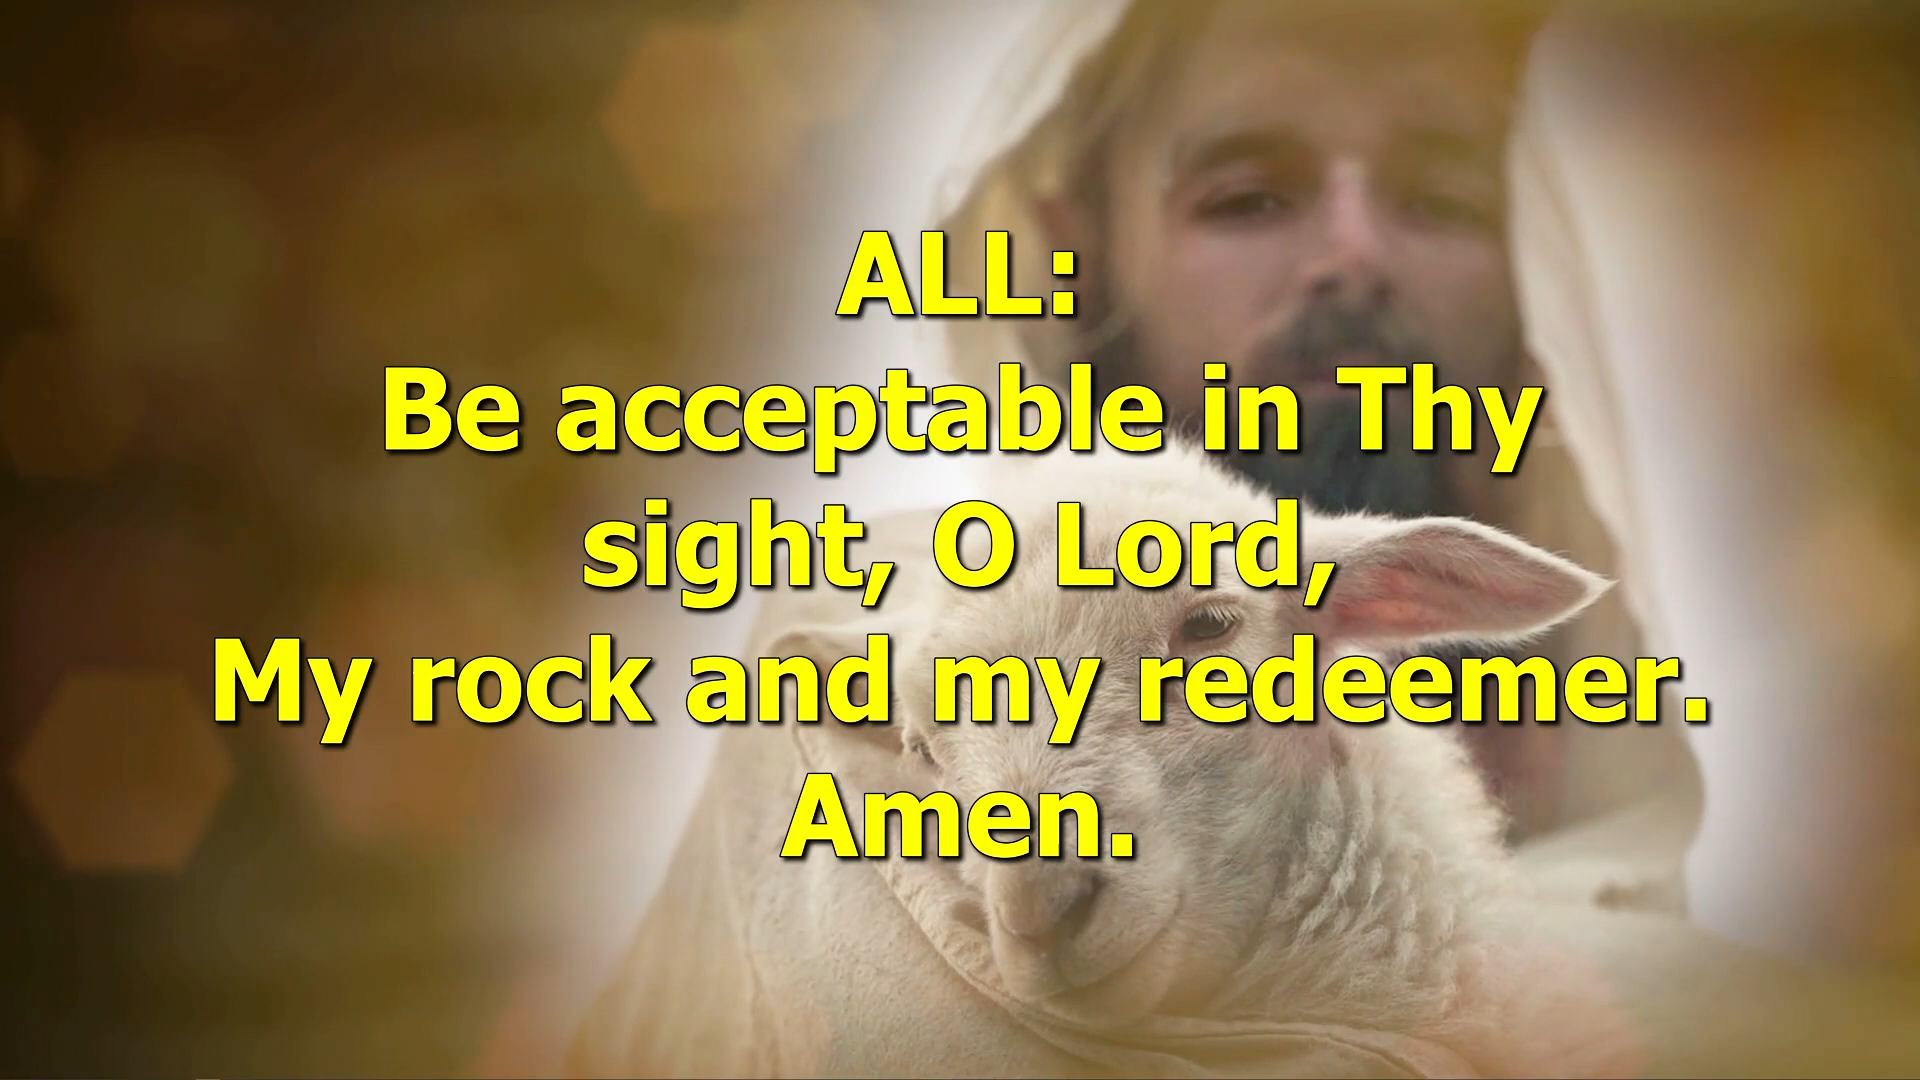 ALL:
Be acceptable in Thy
sight, O Lord,
My rock and my redeemer.
Amen.